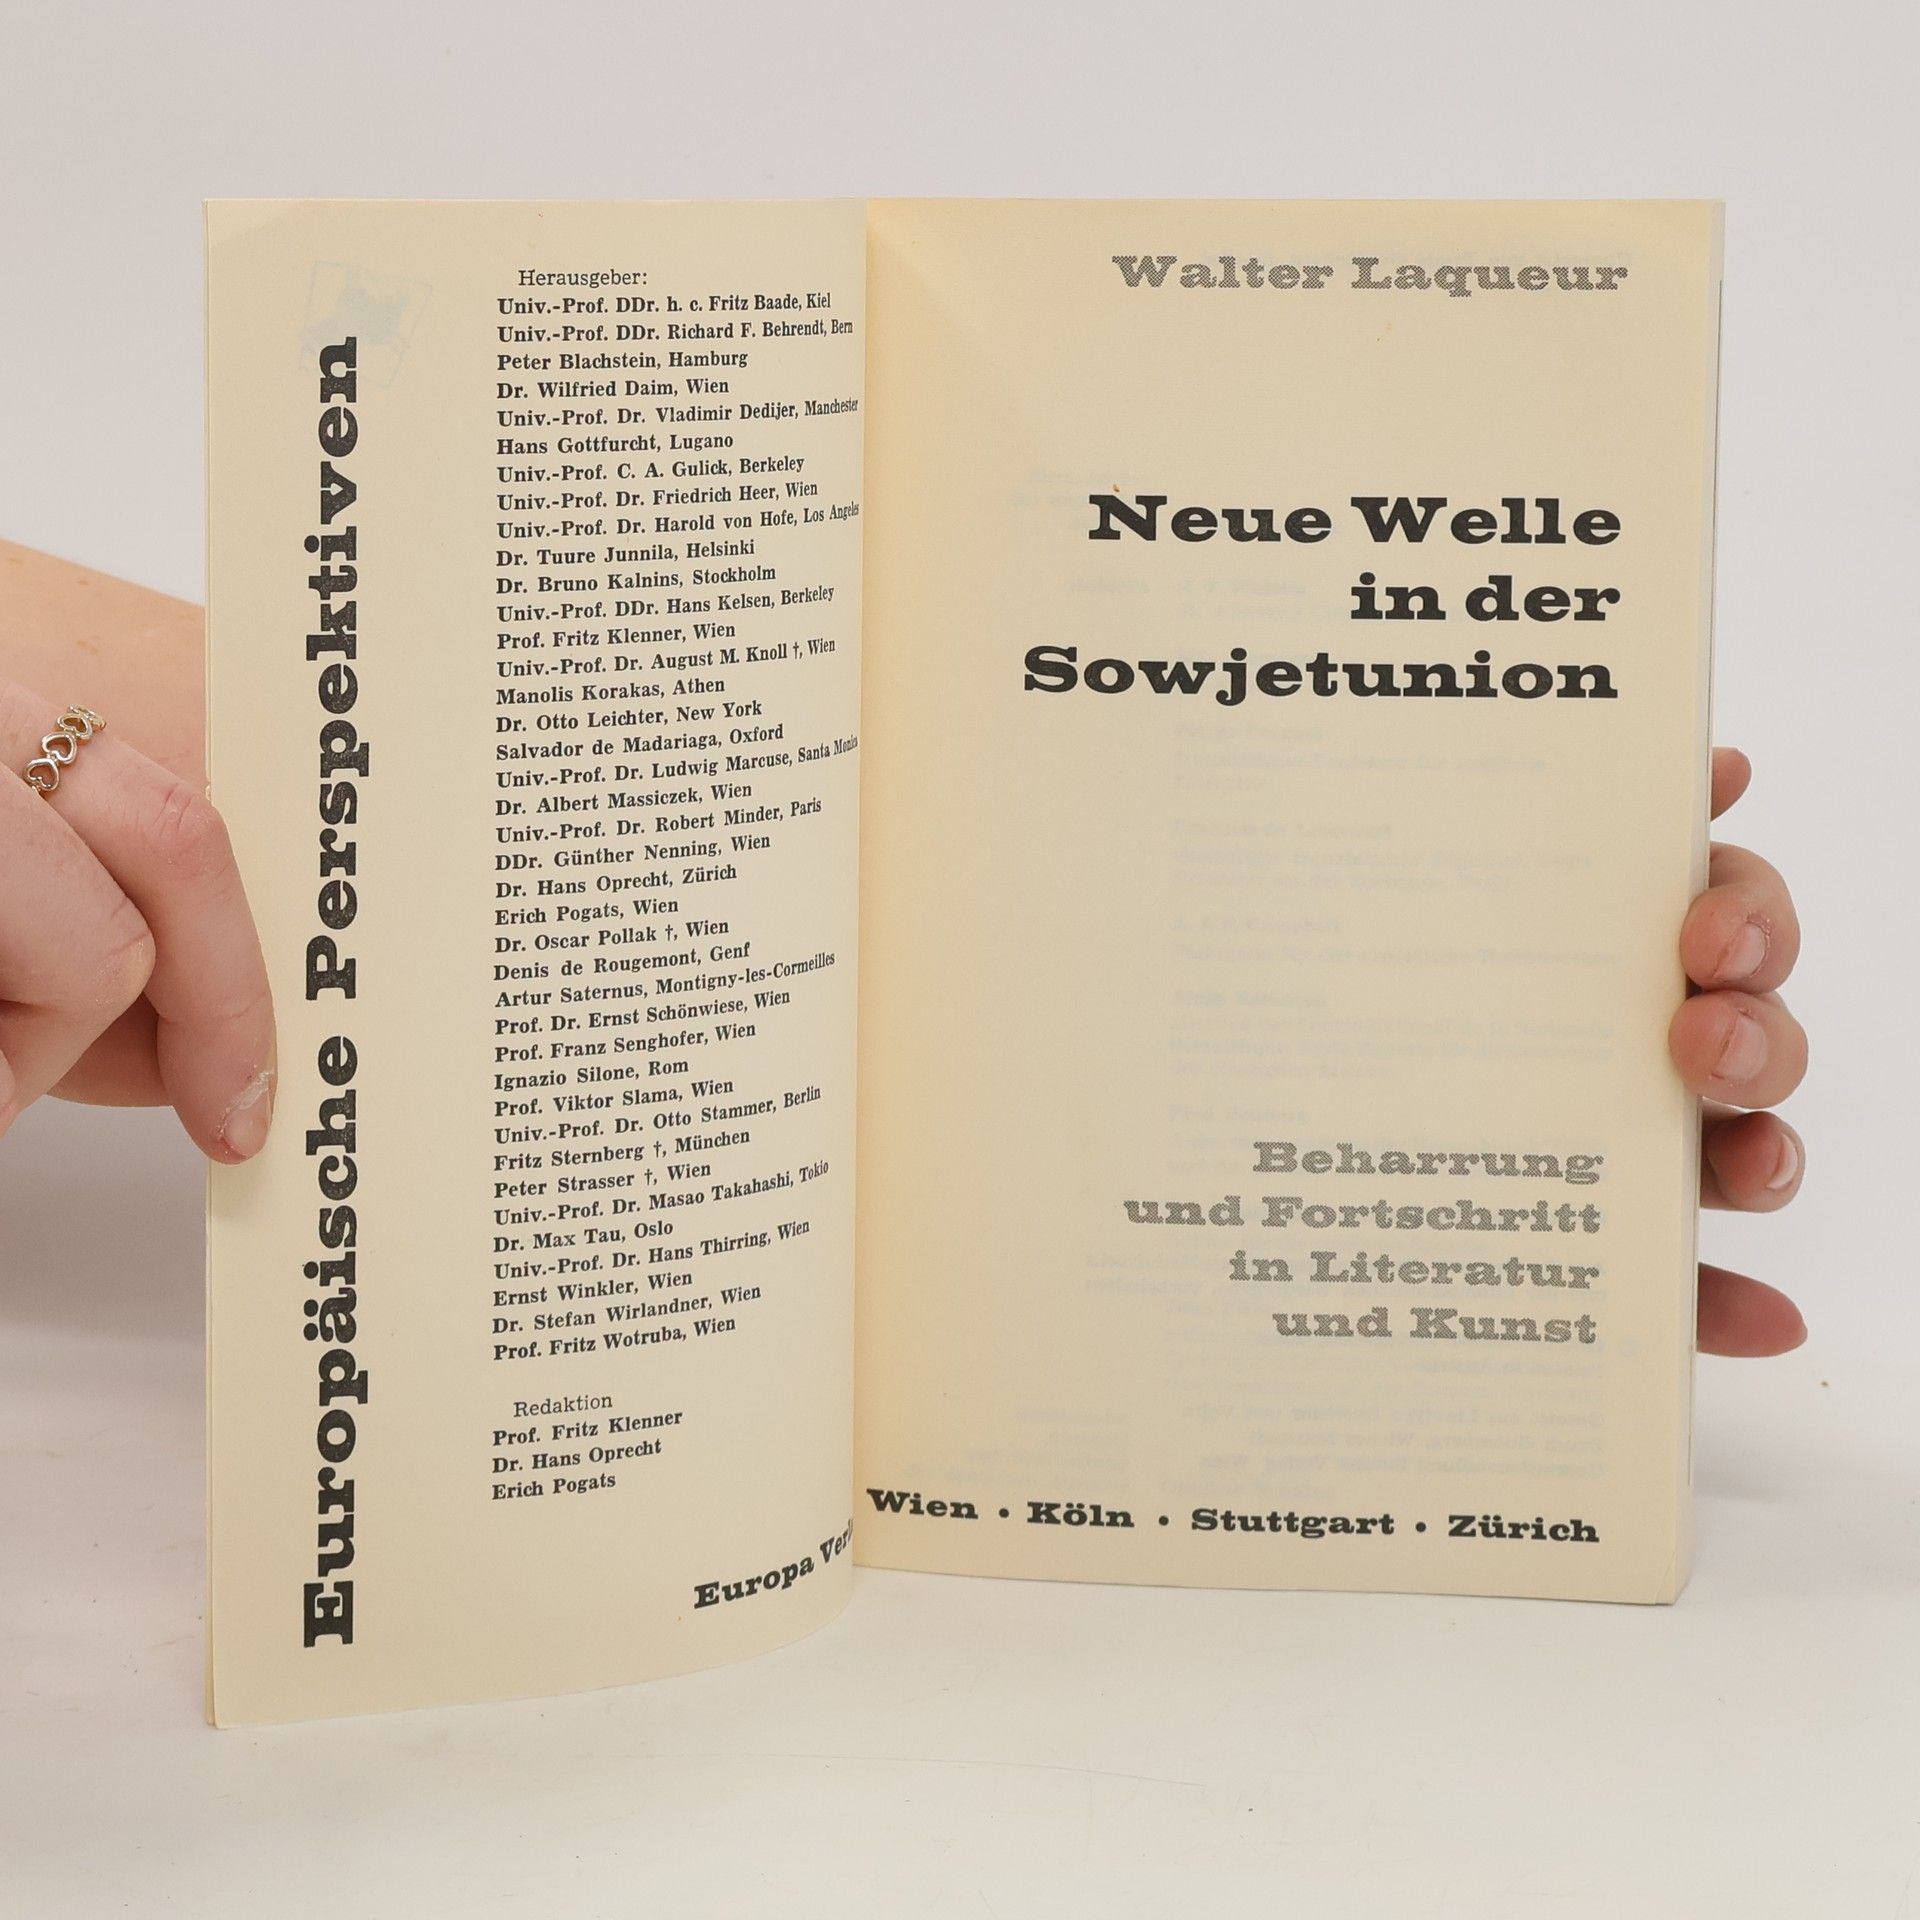 Europäische Perspektiven
Herausgeber:
Univ.-Prof. DDr. h. c. Fritz Baade, Kiel
Univ.-Prof. DDr. Richard F. Behrendt, Bern
Peter Blachstein, Hamburg
Dr. Wilfried Daim, Wien
Univ.-Prof. Dr. Vladimir Dedijer, Manchester
Hans Gottfurcht, Lugano
Univ.-Prof. C. A. Gulick, Berkeley
Univ.-Prof. Dr. Friedrich Heer, Wien
Univ.-Prof. Dr. Harold von Hofe, Los Angeles
Dr. Tuure Junnila, Helsinki
Dr. Bruno Kalnins, Stockholm
Univ.-Prof. DDr. Hans Kelsen, Berkeley
Prof. Fritz Klenner, Wien
Univ.-Prof. Dr. August M. Knoll †, Wien
Manolis Korakas, Athen
Dr. Otto Leichter, New York
Salvador de Madariaga, Oxford
Univ.-Prof. Dr. Ludwig Marcuse, Santa Monica
Dr. Albert Massiczek, Wien
Univ.-Prof. Dr. Robert Minder, Paris
DDr. Günther Nenning, Wien
Dr. Hans Oprecht, Zürich
Erich Pogats, Wien
Dr. Oscar Pollak †, Wien
Denis de Rougemont, Genf
Artur Saternus, Montigny-les-Cormeilles
Prof. Dr. Ernst Schönwiese, Wien
Prof. Franz Senghofer, Wien
Ignazio Silone, Rom
Prof. Viktor Slama, Wien
Univ.-Prof. Dr. Otto Stammer, Berlin
Fritz Sternberg †, München
Peter Strasser †, Wien
Univ.-Prof. Dr. Masao Takahashi, Tokio
Dr. Max Tau, Oslo
Univ.-Prof. Dr. Hans Thirring, Wien
Ernst Winkler, Wien
Dr. Stefan Wirlandner, Wien
Prof. Fritz Wotruba, Wien
Redaktion
Prof. Fritz Klenner
Dr. Hans Oprecht
Erich Pogats
Europa Verl
Walter Laqueur
Neue Welle
in der
Sowjetunion
Beharrung
und Fortschritt
in Literatur
und Kunst
Wien • Köln • Stuttgart • Zürich